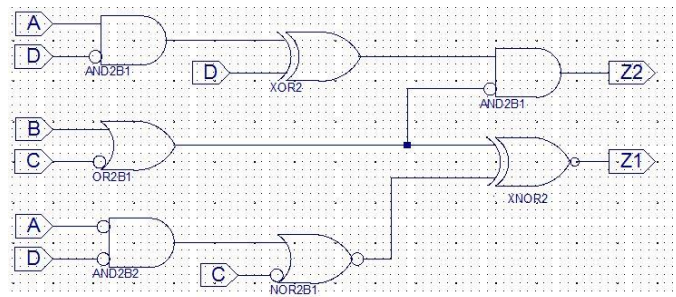 A
D
AND2B1
D
XOR2
AND2B1
Z2
B
C
OR2B1
XNOR2
Z1
A
D
AND2B2
C
NOR2B1